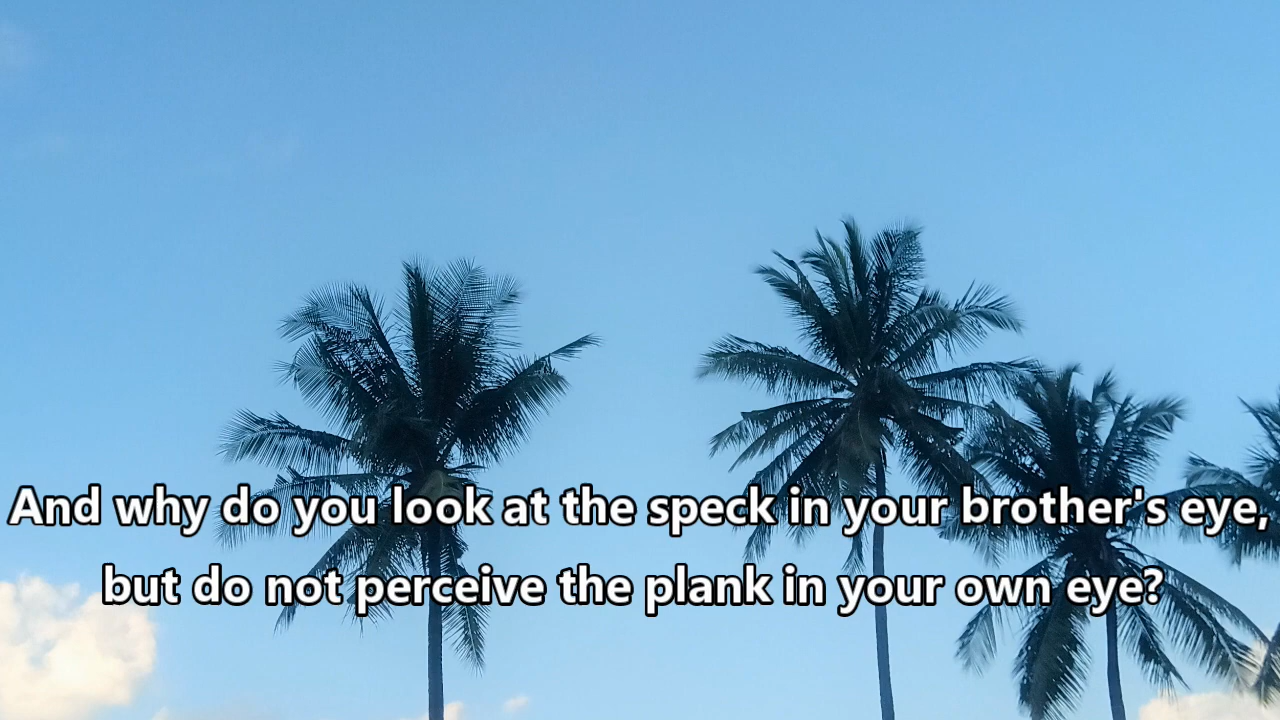 And why do you look at the speck in your brother's eye,
but do not perceive the plank in your own eye?